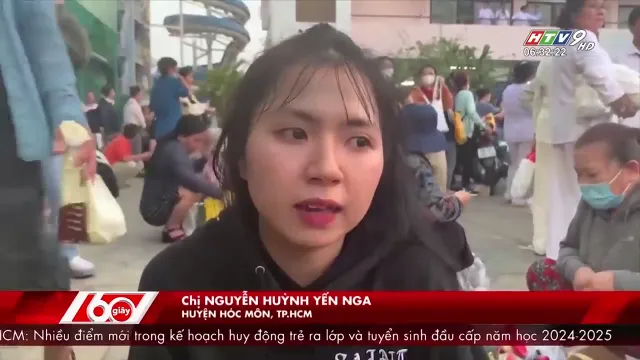 HTV9 HD
06:32:22
60 giây
Chị NGUYỄN HUỲNH YẾN NGA
HUYỆN HÓC MÔN, TP.HCM
HCM: Nhiều điểm mới trong kế hoạch huy động trẻ ra lớp và tuyển sinh đầu cấp năm học 2024-2025